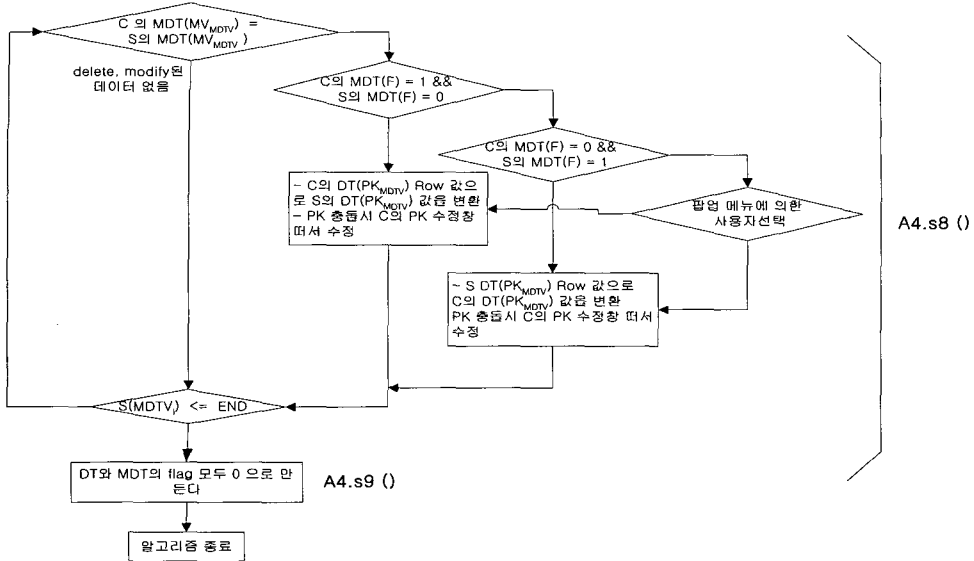 C 의 MDT(MV_MDTV) =
S의 MDT(MV_MDTV)
delete, modify된
데이터 없음
C의 MDT(F) = 1 &&
S의 MDT(F) = 0
C의 MDT(F) = 0 &&
S의 MDT(F) = 1
- C의 DT(PK_MDTV) Row 값으
로 S의 DT(PK_MDTV) 값을 변환
- PK 충돌시 C의 PK 수정창
떠서 수정
팝업 메뉴에 의한
사용자선택
A4.s8 ()
- S DT(PK_MDTV) Row 값으로
C의 DT(PK_MDTV) 값을 변환
PK 충돌시 C의 PK 수정창 떠서
수정
S(MDTV_i) <= END
DT와 MDT의 flag 모두 0 으로 만
든다
A4.s9 ()
알고리즘 종료